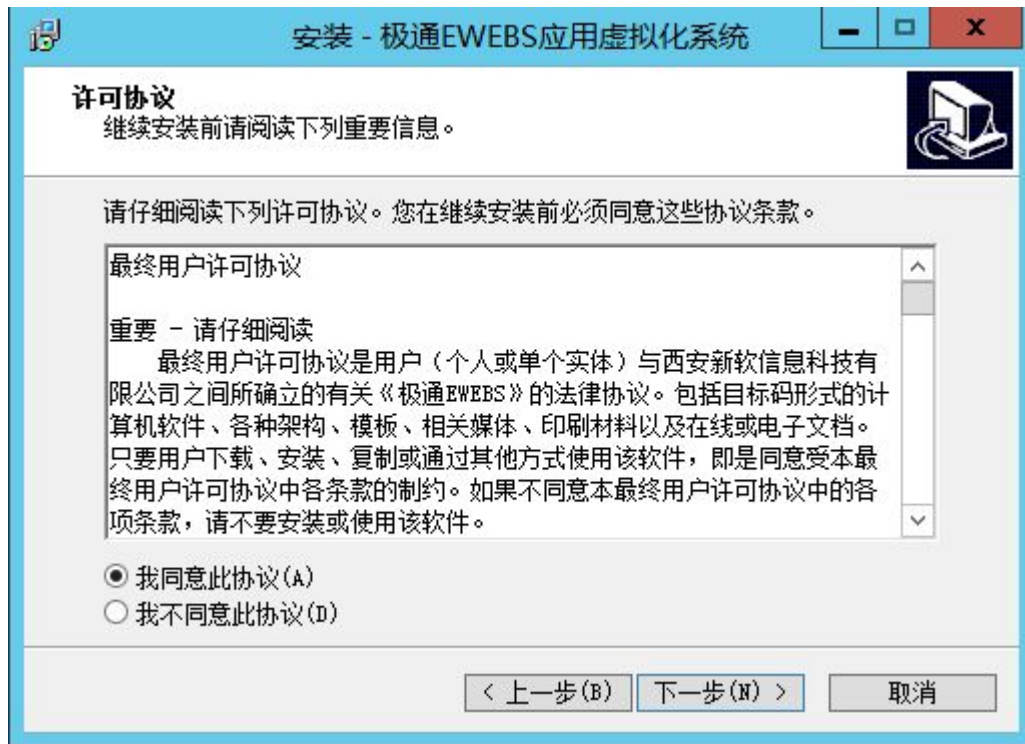 安装 - 极通EWEBS应用虚拟化系统
许可协议
继续安装前请阅读下列重要信息。
请仔细阅读下列许可协议。您在继续安装前必须同意这些协议条款。
最终用户许可协议
重要 - 请仔细阅读
最终用户许可协议是用户（个人或单个实体）与西安新软信息科技有
限公司之间所确立的有关《极通EWEBS》的法律协议。包括目标码形式的计
算机软件、各种架构、模板、相关媒体、印刷材料以及在线或电子文档。
只要用户下载、安装、复制或通过其他方式使用该软件，即是同意受本最
终用户许可协议中各条款的制约。如果不同意本最终用户许可协议中的各
项条款，请不要安装或使用该软件。
我同意此协议(A)
我不同意此协议(D)
< 上一步(B)
下一步(N) >
取消